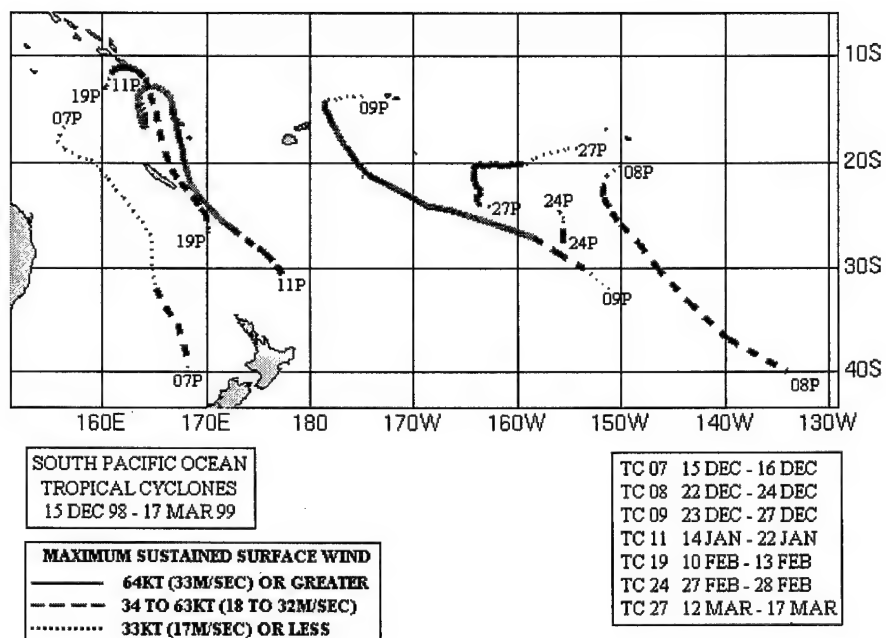 10S
09P
19P
11P
07P
27P
20S
08P
24P
27P
19P
24P
11P
30S
09P
07P
40S
08P
160E 170E 180 170W 160W 150W 140W 130W
SOUTH PACIFIC OCEAN
TROPICAL CYCLONES
15 DEC 98 - 17 MAR 99
MAXIMUM SUSTAINED SURFACE WIND
64KT (33M/SEC) OR GREATER
34 TO 63KT (18 TO 32M/SEC)
33KT (17M/SEC) OR LESS
TC 07 15 DEC - 16 DEC
TC 08 22 DEC - 24 DEC
TC 09 23 DEC - 27 DEC
TC 11 14 JAN - 22 JAN
TC 19 10 FEB - 13 FEB
TC 24 27 FEB - 28 FEB
TC 27 12 MAR - 17 MAR